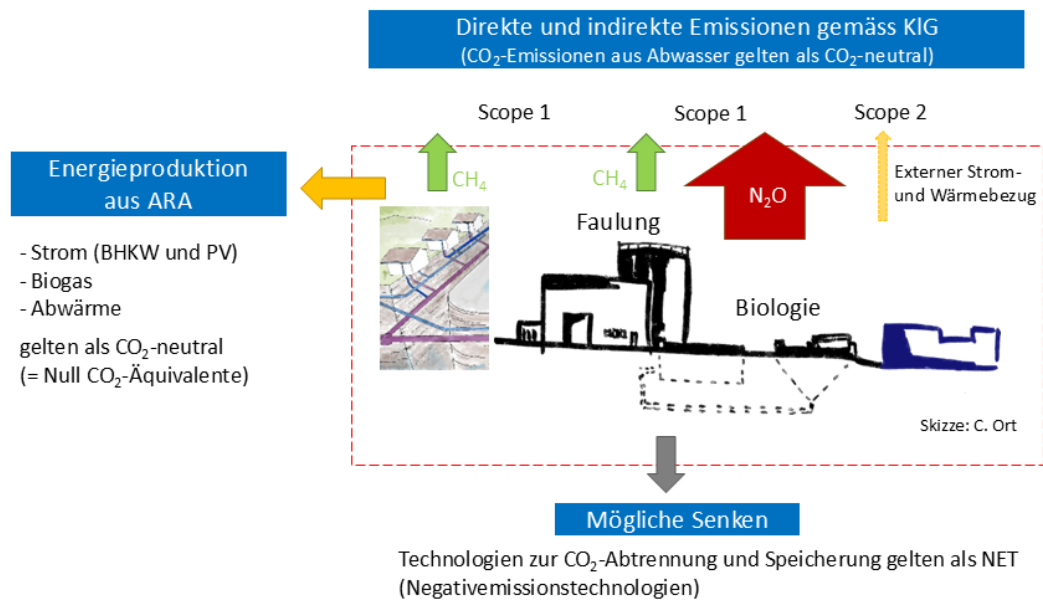 Direkte und indirekte Emissionen gemäss KlG
(CO₂-Emissionen aus Abwasser gelten als CO₂-neutral)
Scope 1
Scope 1
Scope 2
Energieproduktion
aus ARA
CH₄
CH₄
N₂O
Externer Strom-
und Wärmebezug
- Strom (BHKW und PV)
- Biogas
- Abwärme
gelten als CO₂-neutral
(= Null CO₂-Äquivalente)
Faulung
Biologie
Skizze: C. Ort
Mögliche Senken
Technologien zur CO₂-Abtrennung und Speicherung gelten als NET
(Negativemissionstechnologien)